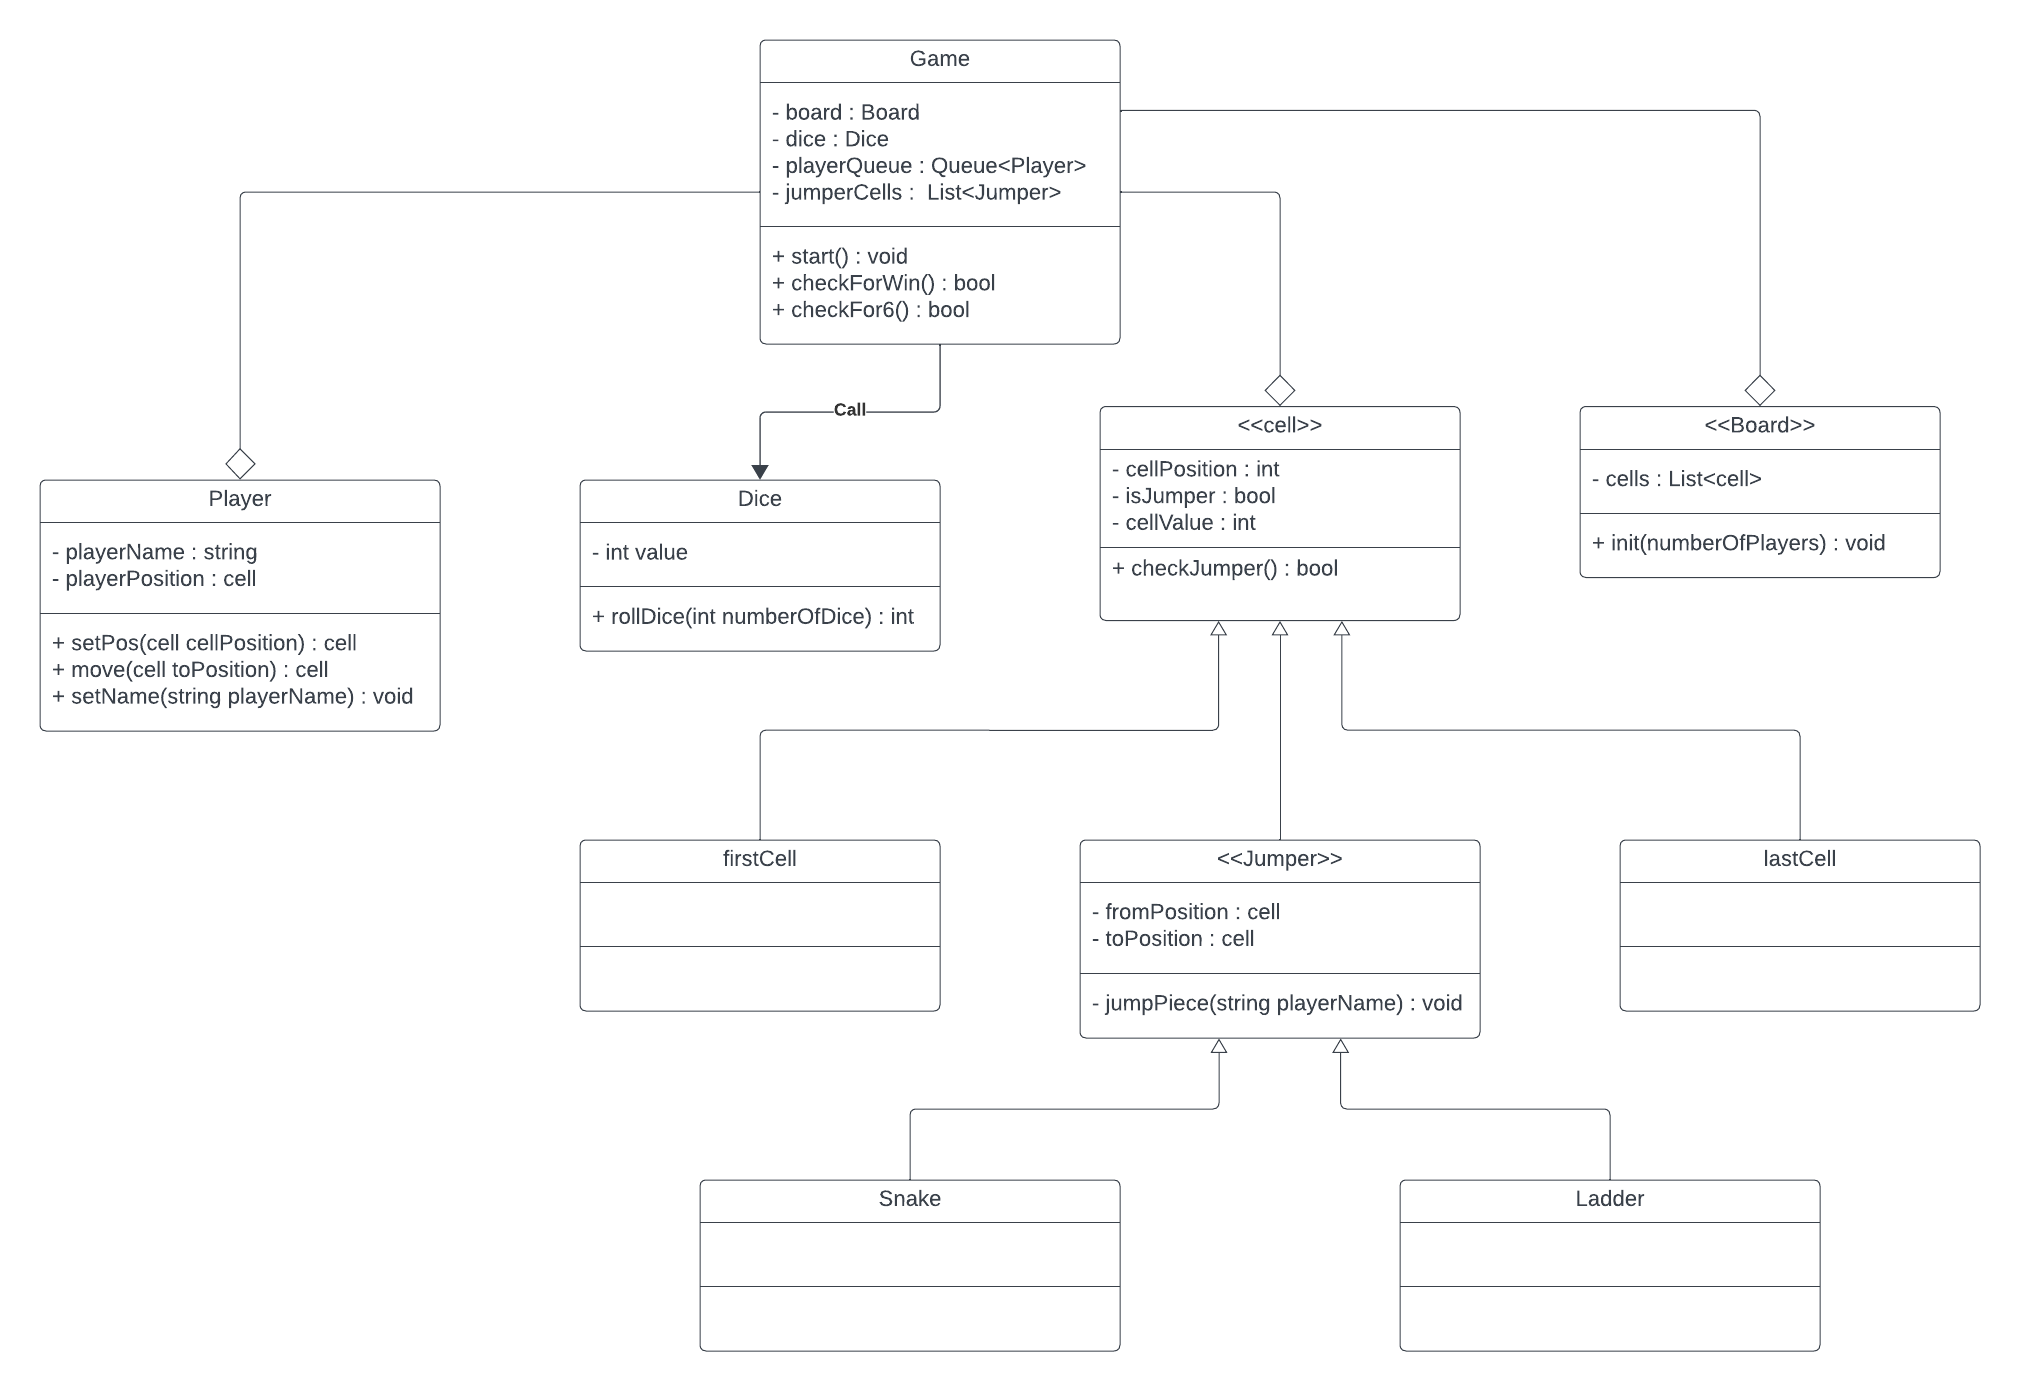 Game
- board : Board
- dice : Dice
- playerQueue : Queue<Player>
- jumperCells :  List<Jumper>
+ start() : void
+ checkForWin() : bool
+ checkFor6() : bool
Call
Player
- playerName : string
- playerPosition : cell
+ setPos(cell cellPosition) : cell
+ move(cell toPosition) : cell
+ setName(string playerName) : void
Dice
- int value
+ rollDice(int numberOfDice) : int
<<cell>>
- cellPosition : int
- isJumper : bool
- cellValue : int
+ checkJumper() : bool
<<Board>>
- cells : List<cell>
+ init(numberOfPlayers) : void
firstCell
<<Jumper>>
- fromPosition : cell
- toPosition : cell
- jumpPiece(string playerName) : void
lastCell
Snake
Ladder